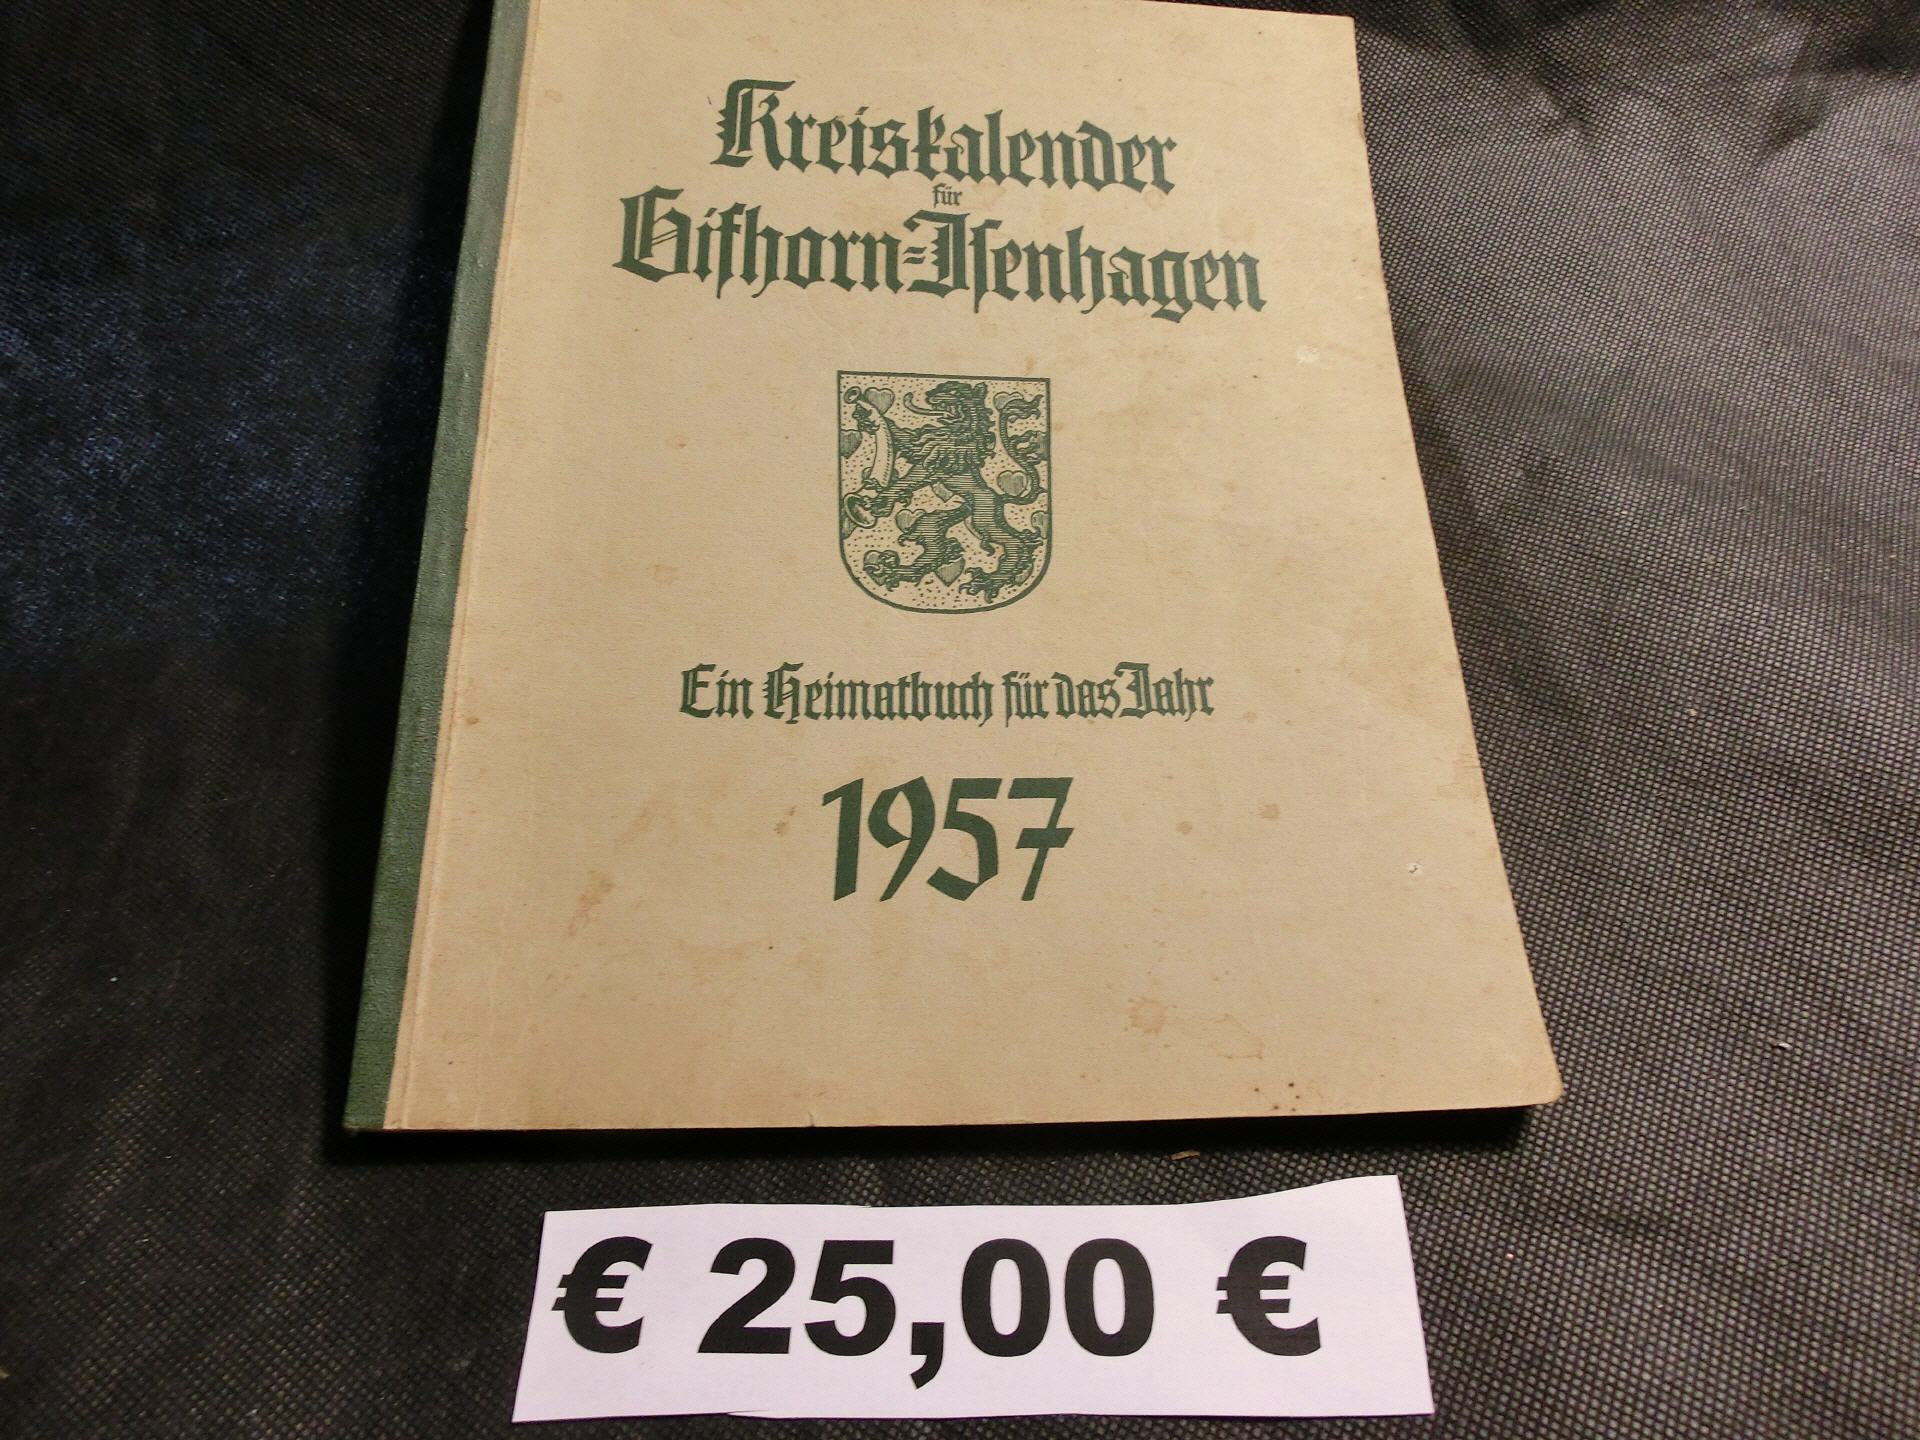 Kreiskalender
für
Gifhorn=Isenhagen
Ein Heimatbuch für das Jahr
1957
€ 25,00 €